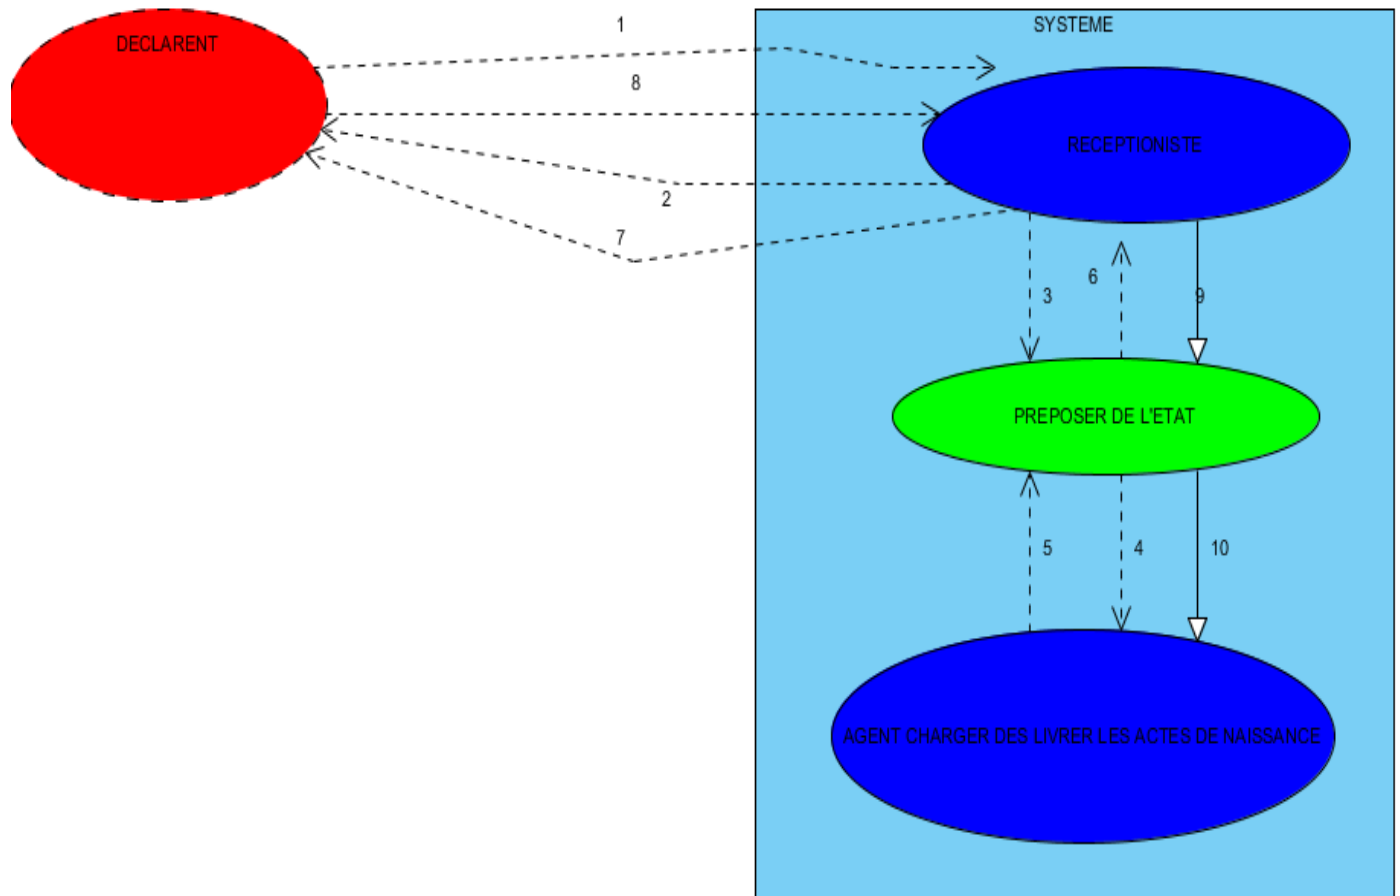 DECLARENT
SYSTEME
1
8
RECEPTIONISTE
2
7
6
3
9
PREPOSER DE L'ETAT
5
4
10
AGENT CHARGER DES LIVRER LES ACTES DE NAISSANCE